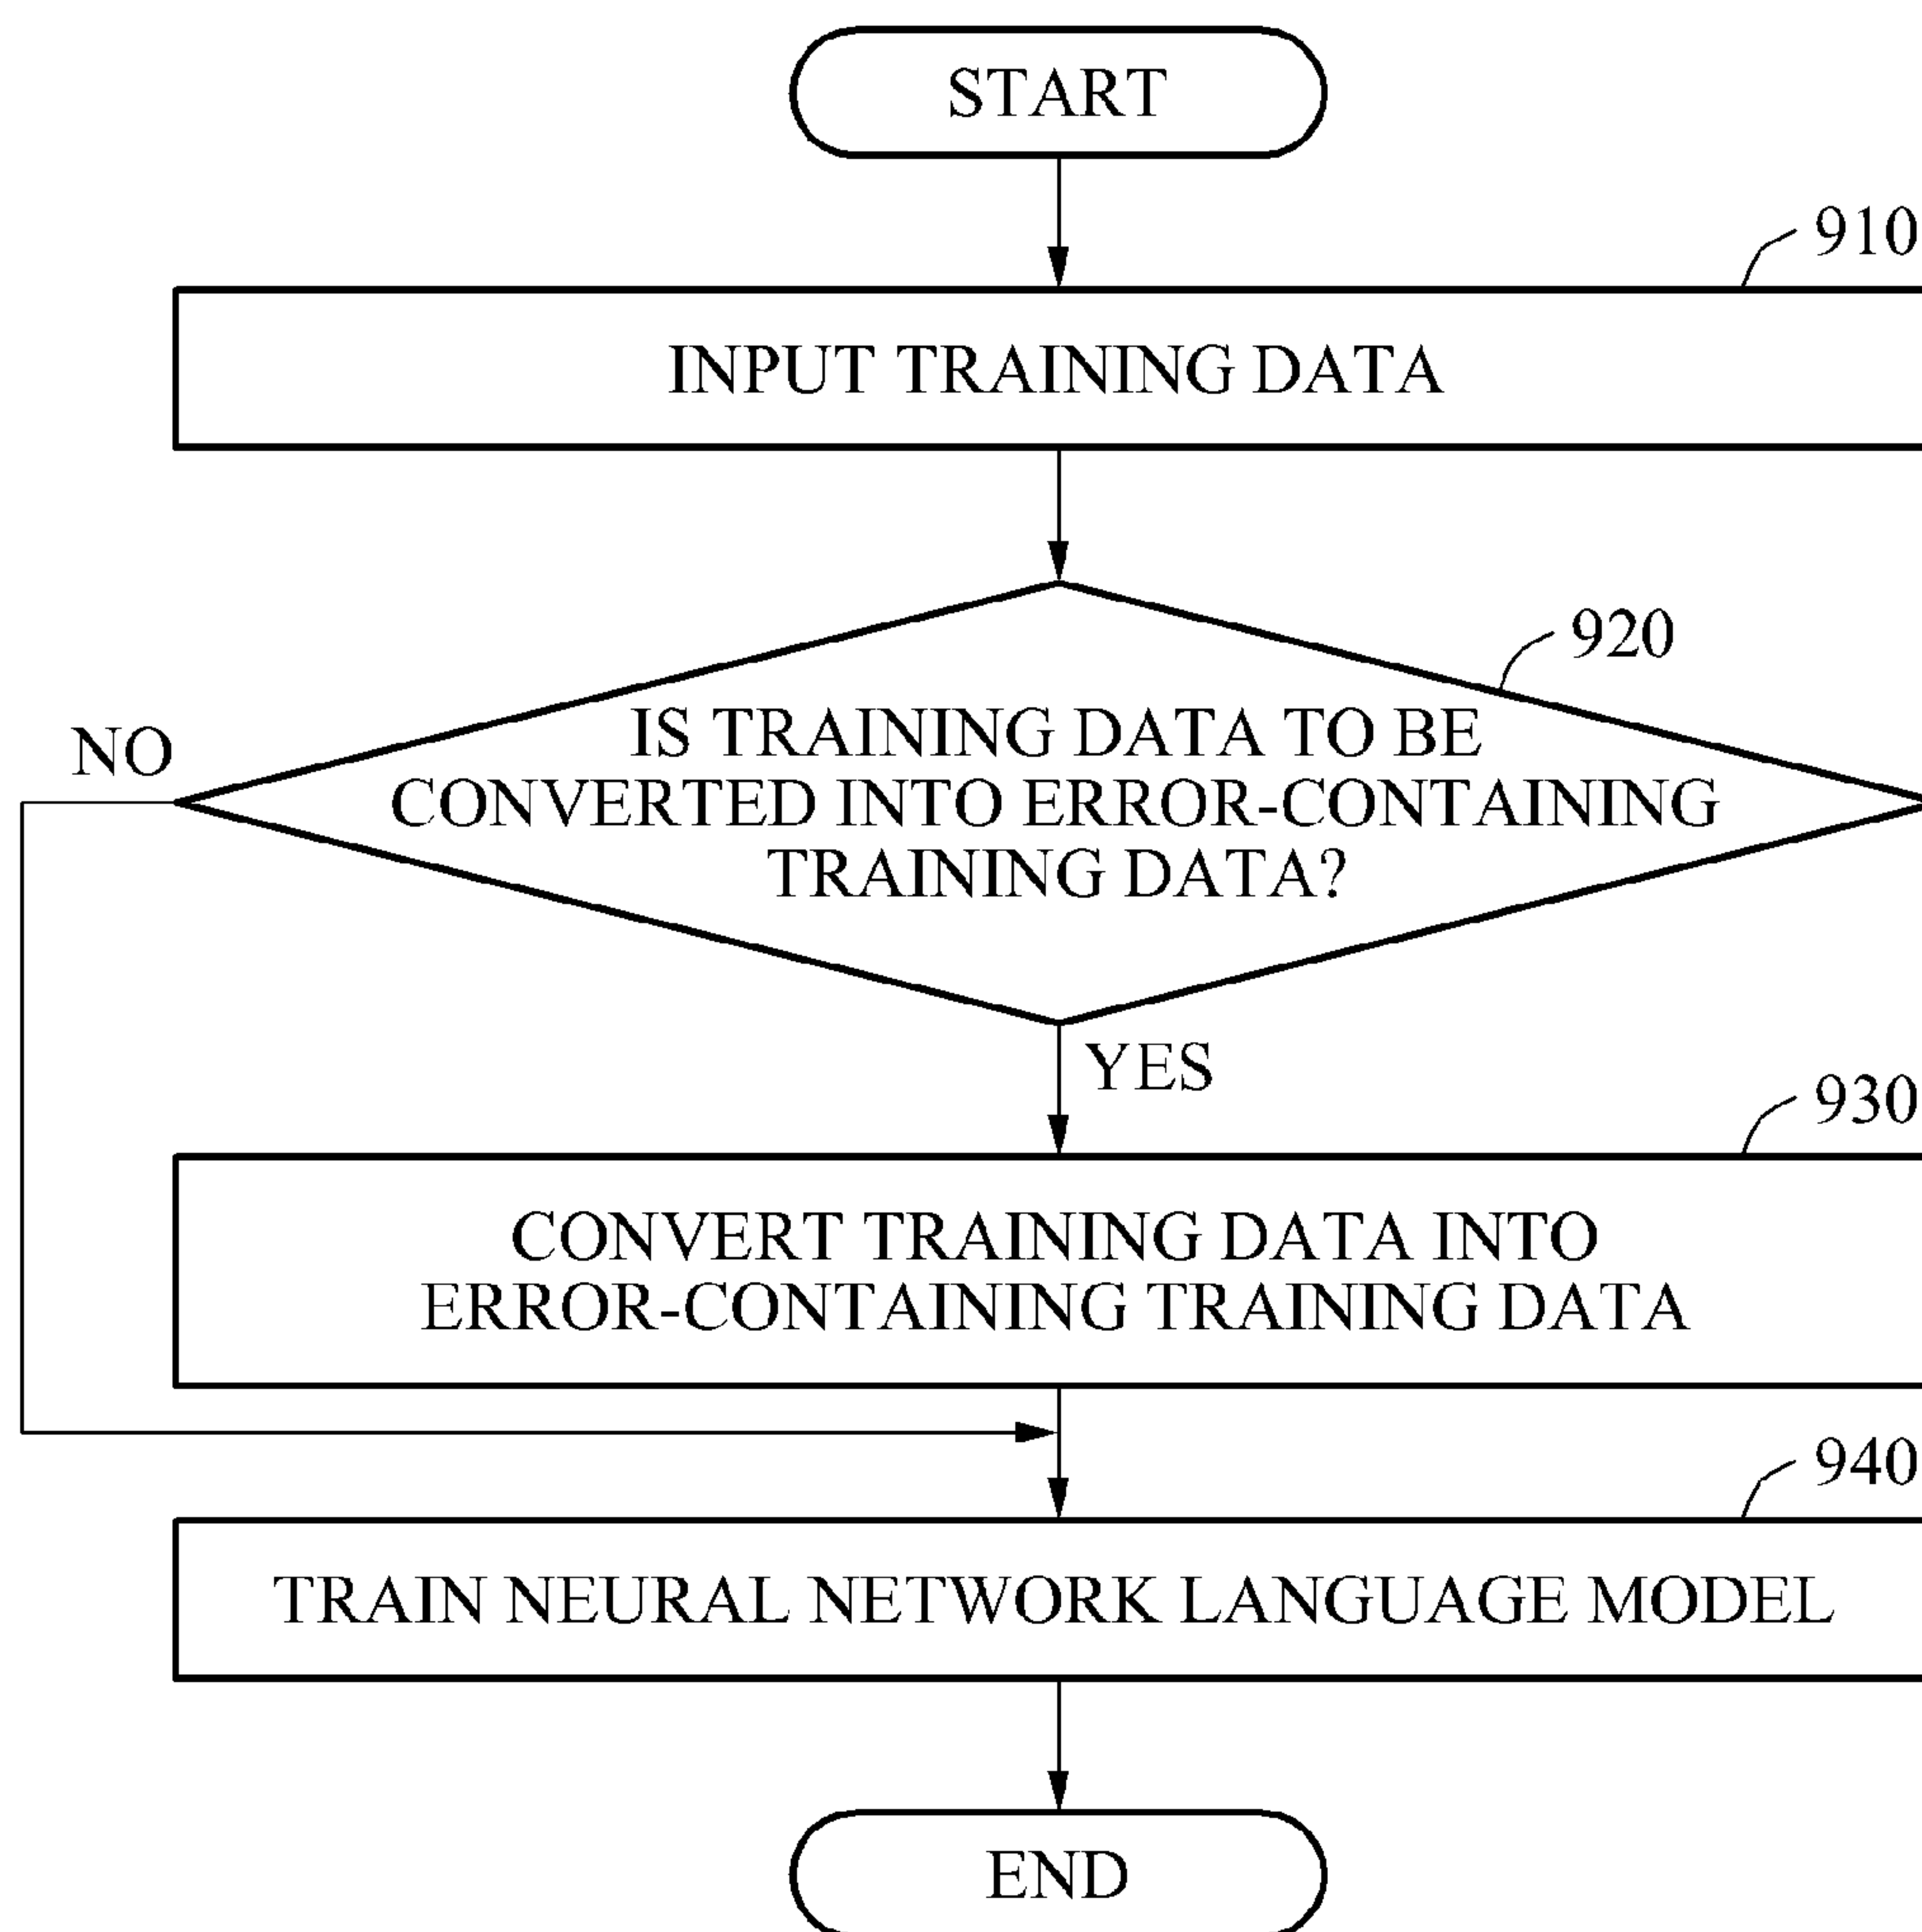 START
910
INPUT TRAINING DATA
920
IS TRAINING DATA TO BE
CONVERTED INTO ERROR-CONTAINING
TRAINING DATA?
NO
YES
930
CONVERT TRAINING DATA INTO
ERROR-CONTAINING TRAINING DATA
940
TRAIN NEURAL NETWORK LANGUAGE MODEL
END